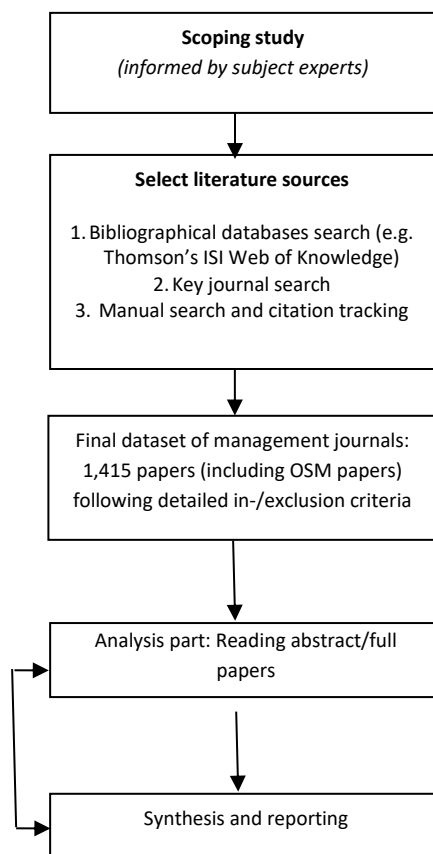 Scoping study
(informed by subject experts)
Select literature sources
1. Bibliographical databases search (e.g.
Thomson’s ISI Web of Knowledge)
2. Key journal search
3. Manual search and citation tracking
Final dataset of management journals:
1,415 papers (including OSM papers)
following detailed in-/exclusion criteria
Analysis part: Reading abstract/full
papers
Synthesis and reporting